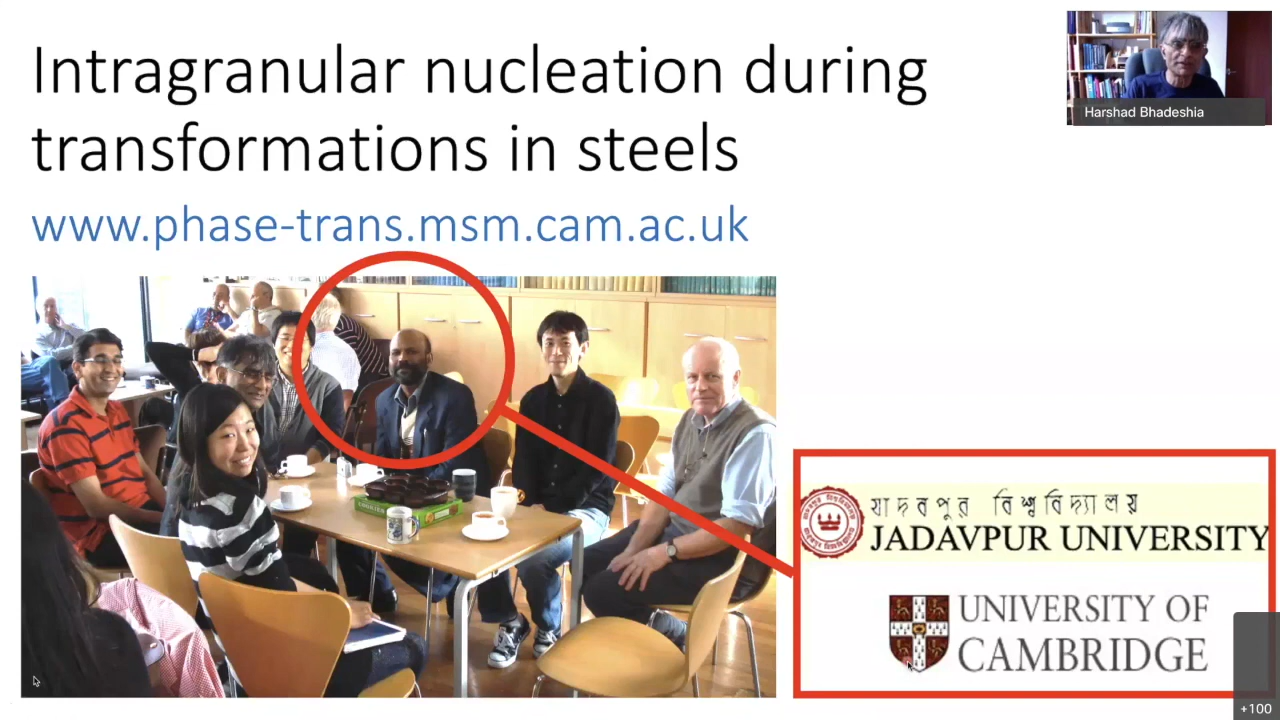 Intragranular nucleation during
transformations in steels
www.phase-trans.msm.cam.ac.uk
Harshad Bhadeshia
যাদবপুর বিশ্ববিদ্যালয়
JADAVPUR UNIVERSITY
UNIVERSITY OF
CAMBRIDGE
+100